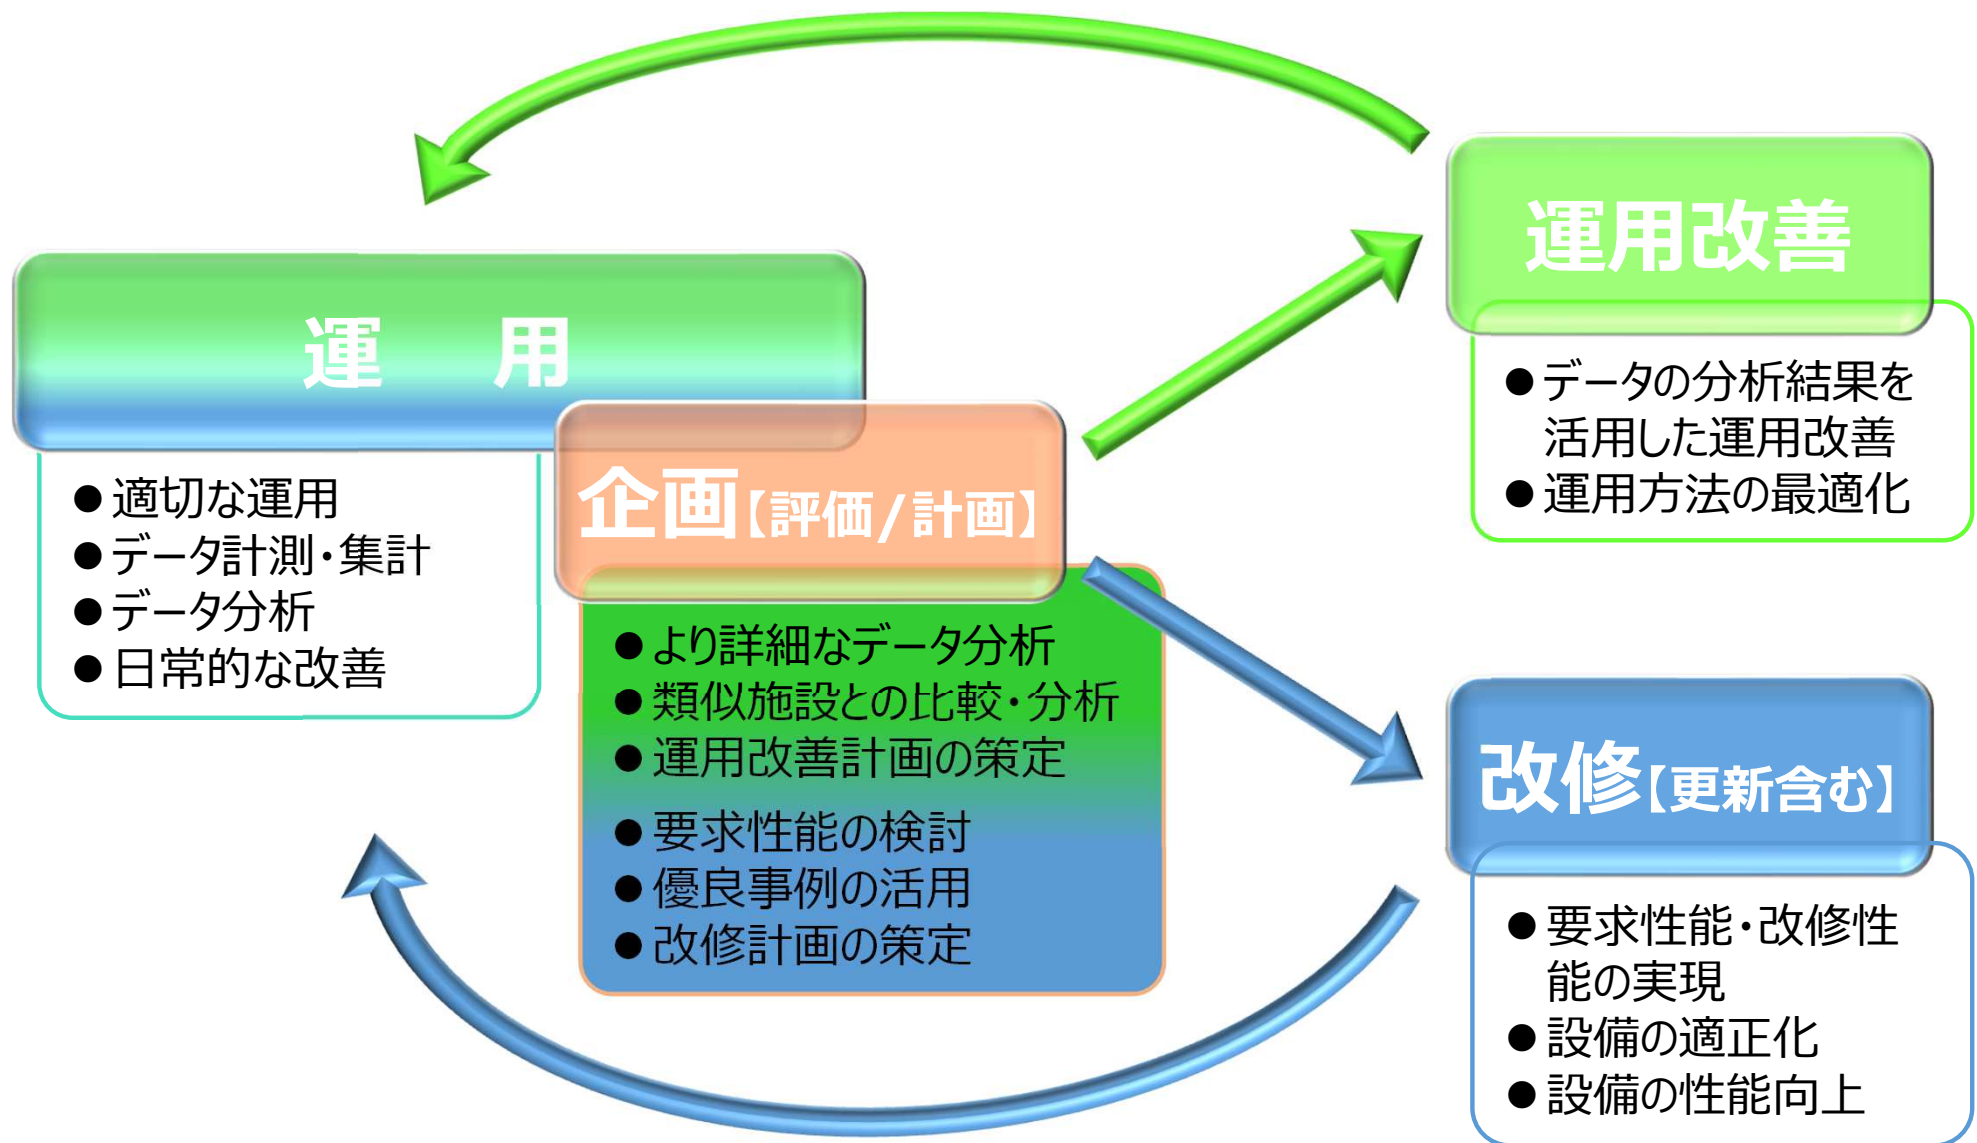 運用
● 適切な運用
● データ計測・集計
● データ分析
● 日常的な改善
企画【評価/計画】
● より詳細なデータ分析
● 類似施設との比較・分析
● 運用改善計画の策定
● 要求性能の検討
● 優良事例の活用
● 改修計画の策定
運用改善
● データの分析結果を
活用した運用改善
● 運用方法の最適化
改修【更新含む】
● 要求性能・改修性
能の実現
● 設備の適正化
● 設備の性能向上